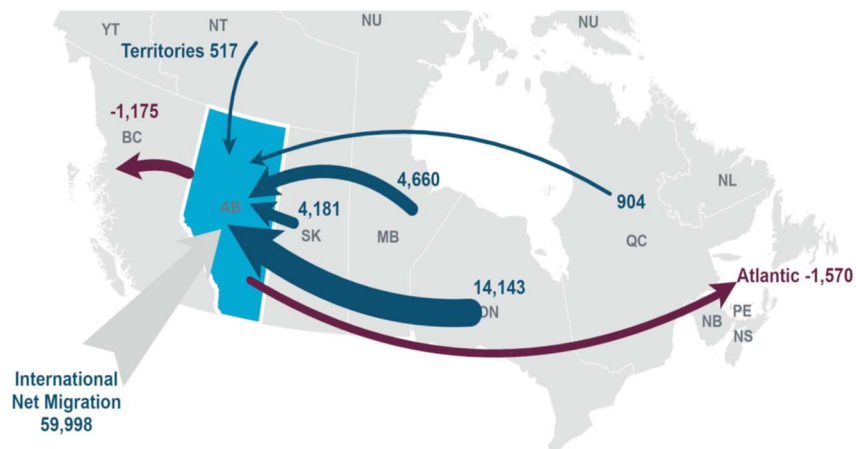 NU
NU
NT
YT
Territories 517
-1,175
BC
4,660
NL
904
AB
4,181
SK
MB
QC
Atlantic -1,570
14,143
ON
PE
NB
NS
International
Net Migration
59,998